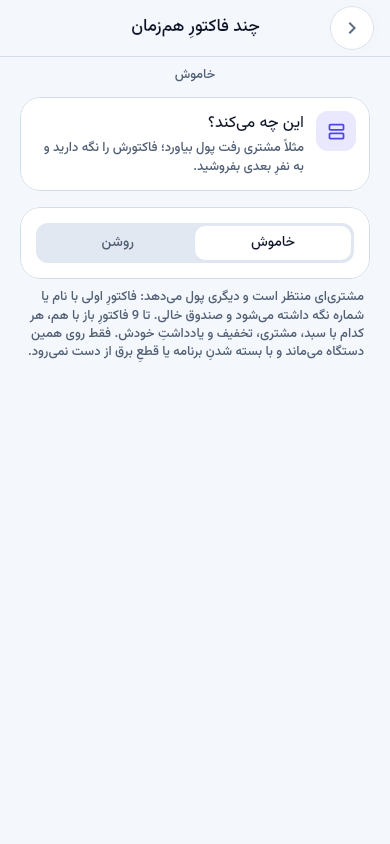 چند فاکتورِ هم‌زمان
خاموش
این چه می‌کند؟
مثلاً مشتری رفت پول بیاورد؛ فاکتورش را نگه دارید و
به نفرِ بعدی بفروشید.
خاموش
روشن
مشتری‌ای منتظر است و دیگری پول می‌دهد: فاکتورِ اولی با نام یا
شماره نگه داشته می‌شود و صندوق خالی. تا 9 فاکتورِ باز با هم، هر
کدام با سبد، مشتری، تخفیف و یادداشتِ خودش. فقط روی همین
دستگاه می‌ماند و با بسته شدنِ برنامه یا قطعِ برق از دست نمی‌رود.